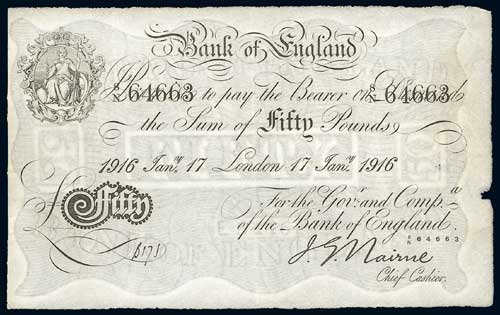 Bank of England
I Promise to pay the Bearer on Demand
S/N 64663 S/N 64663
the Sum of Fifty Pounds
1916 Janʸ. 17 London 17 Janʸ. 1916
For the Govʳ. and Compᵃ.
of the Bank of England.
£ Fifty
S/N 64663
J G Nairne
Chief Cashier.